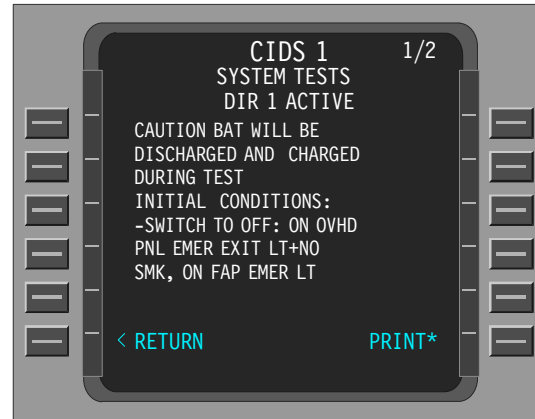 CIDS 1 1/2
SYSTEM TESTS
DIR 1 ACTIVE
CAUTION BAT WILL BE
DISCHARGED AND CHARGED
DURING TEST
INITIAL CONDITIONS:
-SWITCH TO OFF: ON OVHD
PNL EMER EXIT LT+NO
SMK, ON FAP EMER LT
< RETURN PRINT*